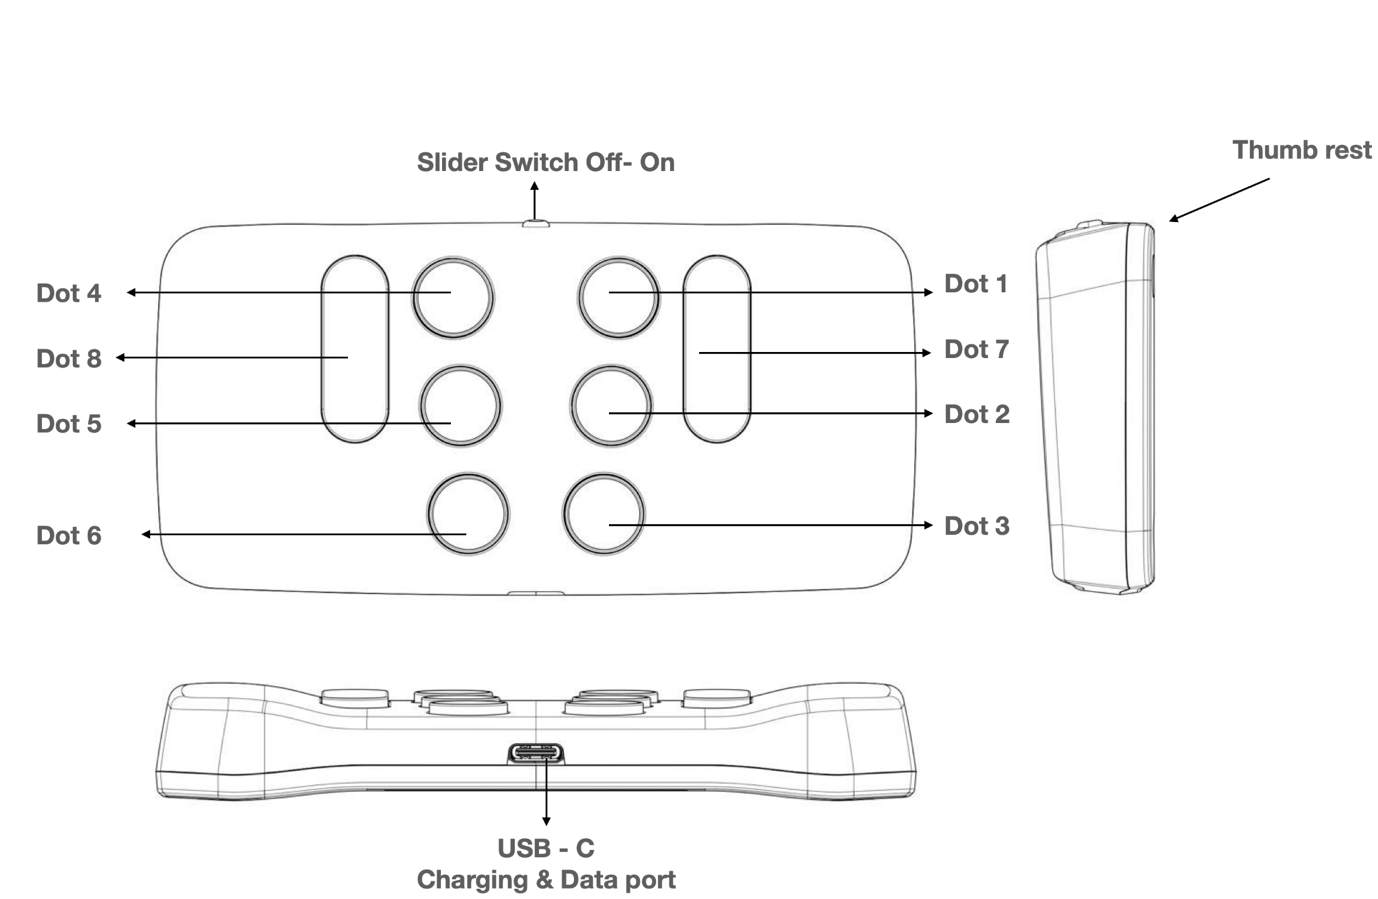 Slider Switch Off- On
Thumb rest
Dot 4
Dot 8
Dot 5
Dot 6
Dot 1
Dot 7
Dot 2
Dot 3
USB - C
Charging & Data port